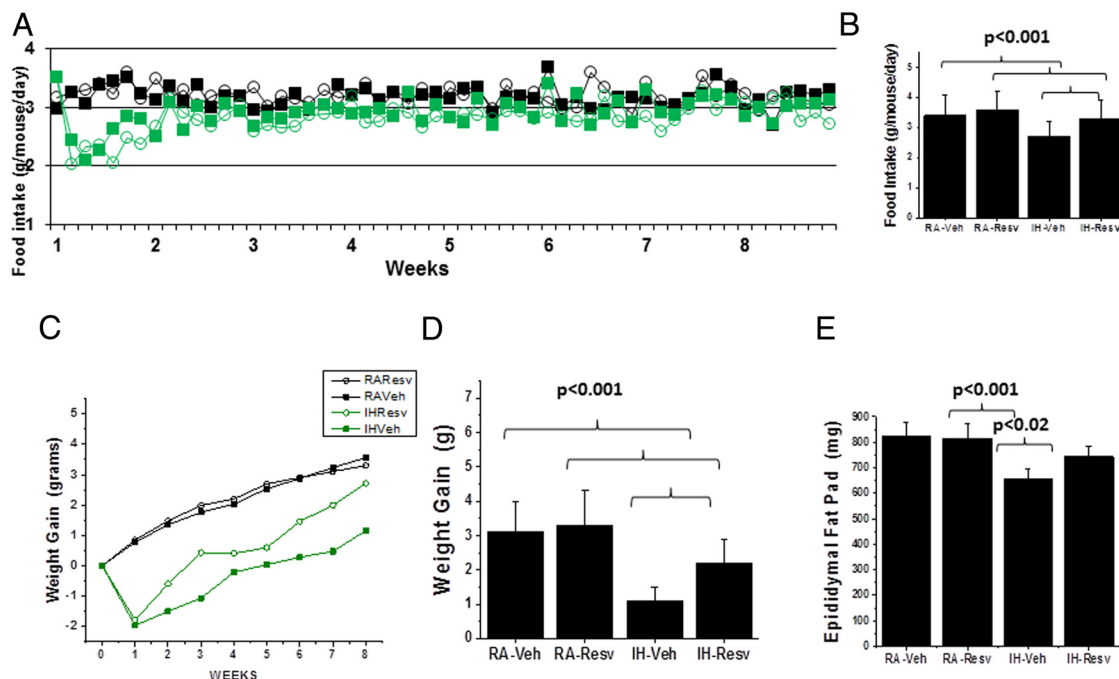 A
Food intake (g/mouse/day)
4
3
2
1
1 2 3 4 5 6 7 8
Weeks
B
p<0.001
Food Intake (g/mouse/day)
5
4
3
2
1
0
RA-Veh RA-Resv IH-Veh IH-Resv
C
RAResv
RAVeh
IHResv
IHVeh
Weight Gain (grams)
5
4
3
2
1
0
-1
-2
0 1 2 3 4 5 6 7 8
WEEKS
D
p<0.001
Weight Gain (g)
7
6
5
4
3
2
1
0
RA-Veh RA-Resv IH-Veh IH-Resv
E
p<0.001
p<0.02
Epididymal Fat Pad (mg)
900
800
700
600
500
400
300
200
100
0
RA-Veh RA-Resv IH-Veh IH-Resv